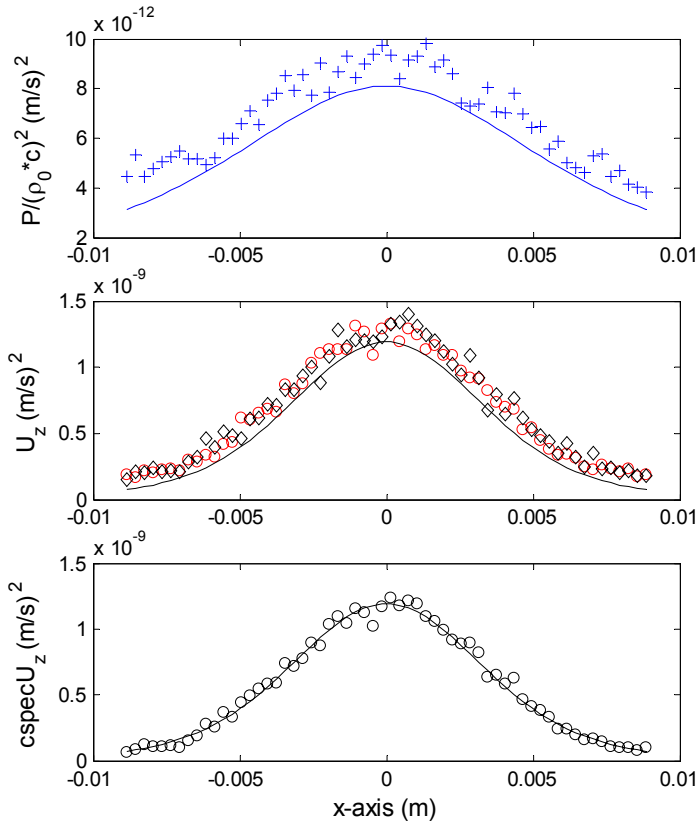 x 10^-12
10
8
6
4
2
P/(ρ_0*c)^2 (m/s)^2
-0.01 -0.005 0 0.005 0.01
x 10^-9
1.5
1
0.5
0
U_z (m/s)^2
-0.01 -0.005 0 0.005 0.01
x 10^-9
1.5
1
0.5
0
cspecU_z (m/s)^2
-0.01 -0.005 0 0.005 0.01
x-axis (m)